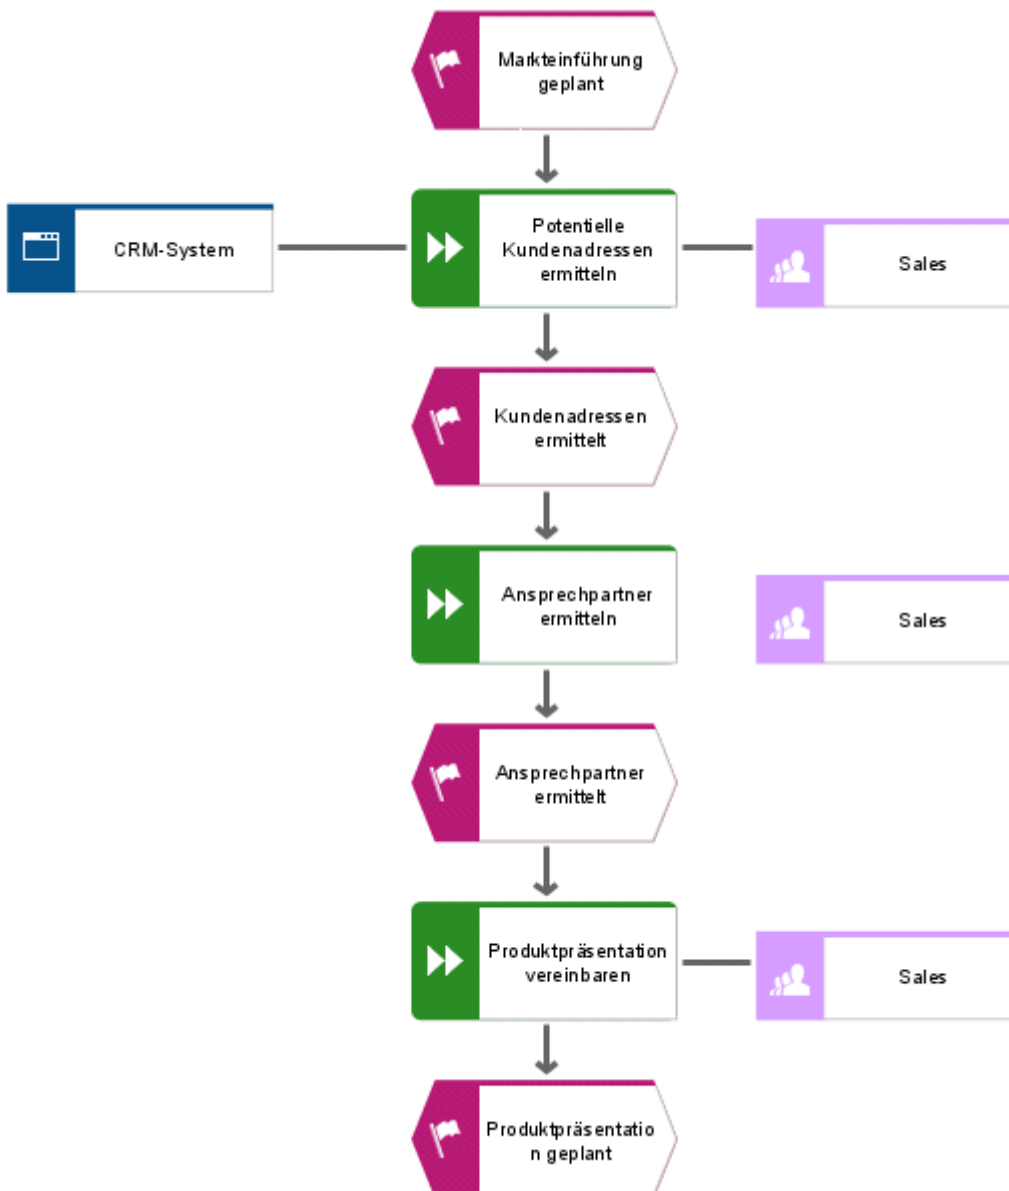 Markteinführung
geplant
CRM-System
Potentielle
Kundenadressen
ermitteln
Sales
Kundenadressen
ermittelt
Ansprechpartner
ermitteln
Sales
Ansprechpartner
ermittelt
Produktpräsentation
vereinbaren
Sales
Produktpräsentatio
n geplant